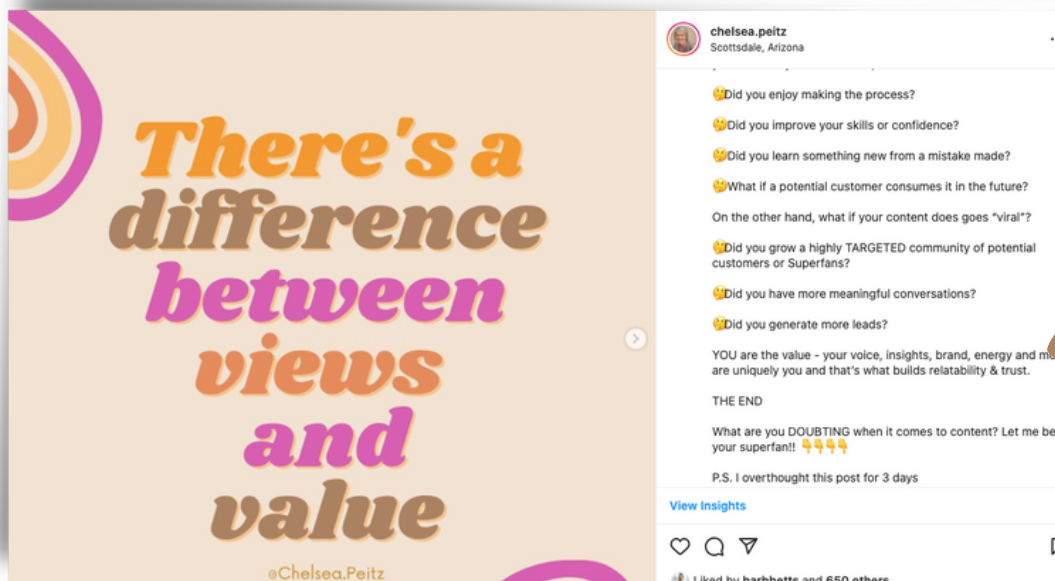 There's a
difference
between
views
and
value
@Chelsea.Peitz
chelsea.peitz
Scottsdale, Arizona
🤔Did you enjoy making the process?
🤔Did you improve your skills or confidence?
🤔Did you learn something new from a mistake made?
🤔What if a potential customer consumes it in the future?
On the other hand, what if your content does goes “viral”?
🤔Did you grow a highly TARGETED community of potential
customers or Superfans?
🤔Did you have more meaningful conversations?
🤔Did you generate more leads?
YOU are the value - your voice, insights, brand, energy and
are uniquely you and that’s what builds relatability & trust.
THE END
What are you DOUBTING when it comes to content? Let me be
your superfan!! 👇👇👇👇
P.S. I overthought this post for 3 days
View Insights
Liked by barbbetts and 650 others